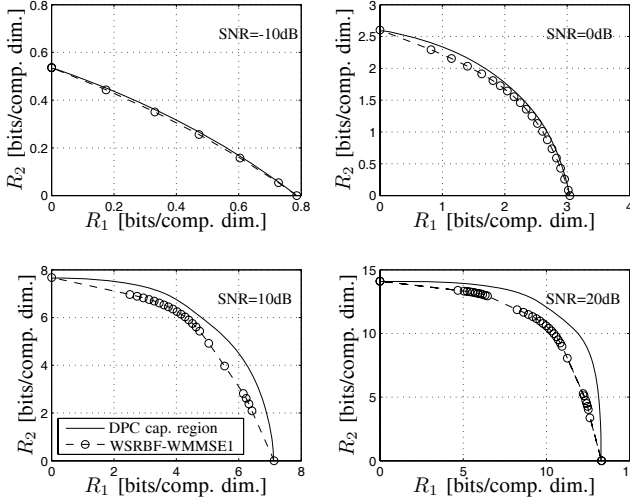 SNR=-10dB
0.8
0.6
0.4
0.2
0
0 0.2 0.4 0.6 0.8
R2 [bits/comp. dim.]
R1 [bits/comp. dim.]
SNR=0dB
3
2.5
2
1.5
1
0.5
0
0 1 2 3 4
R2 [bits/comp. dim.]
R1 [bits/comp. dim.]
SNR=10dB
8
6
4
2
0
0 2 4 6 8
R2 [bits/comp. dim.]
R1 [bits/comp. dim.]
DPC cap. region
WSRBF-WMMSE1
SNR=20dB
15
10
5
0
0 5 10 1
R2 [bits/comp. dim.]
R1 [bits/comp. dim.]